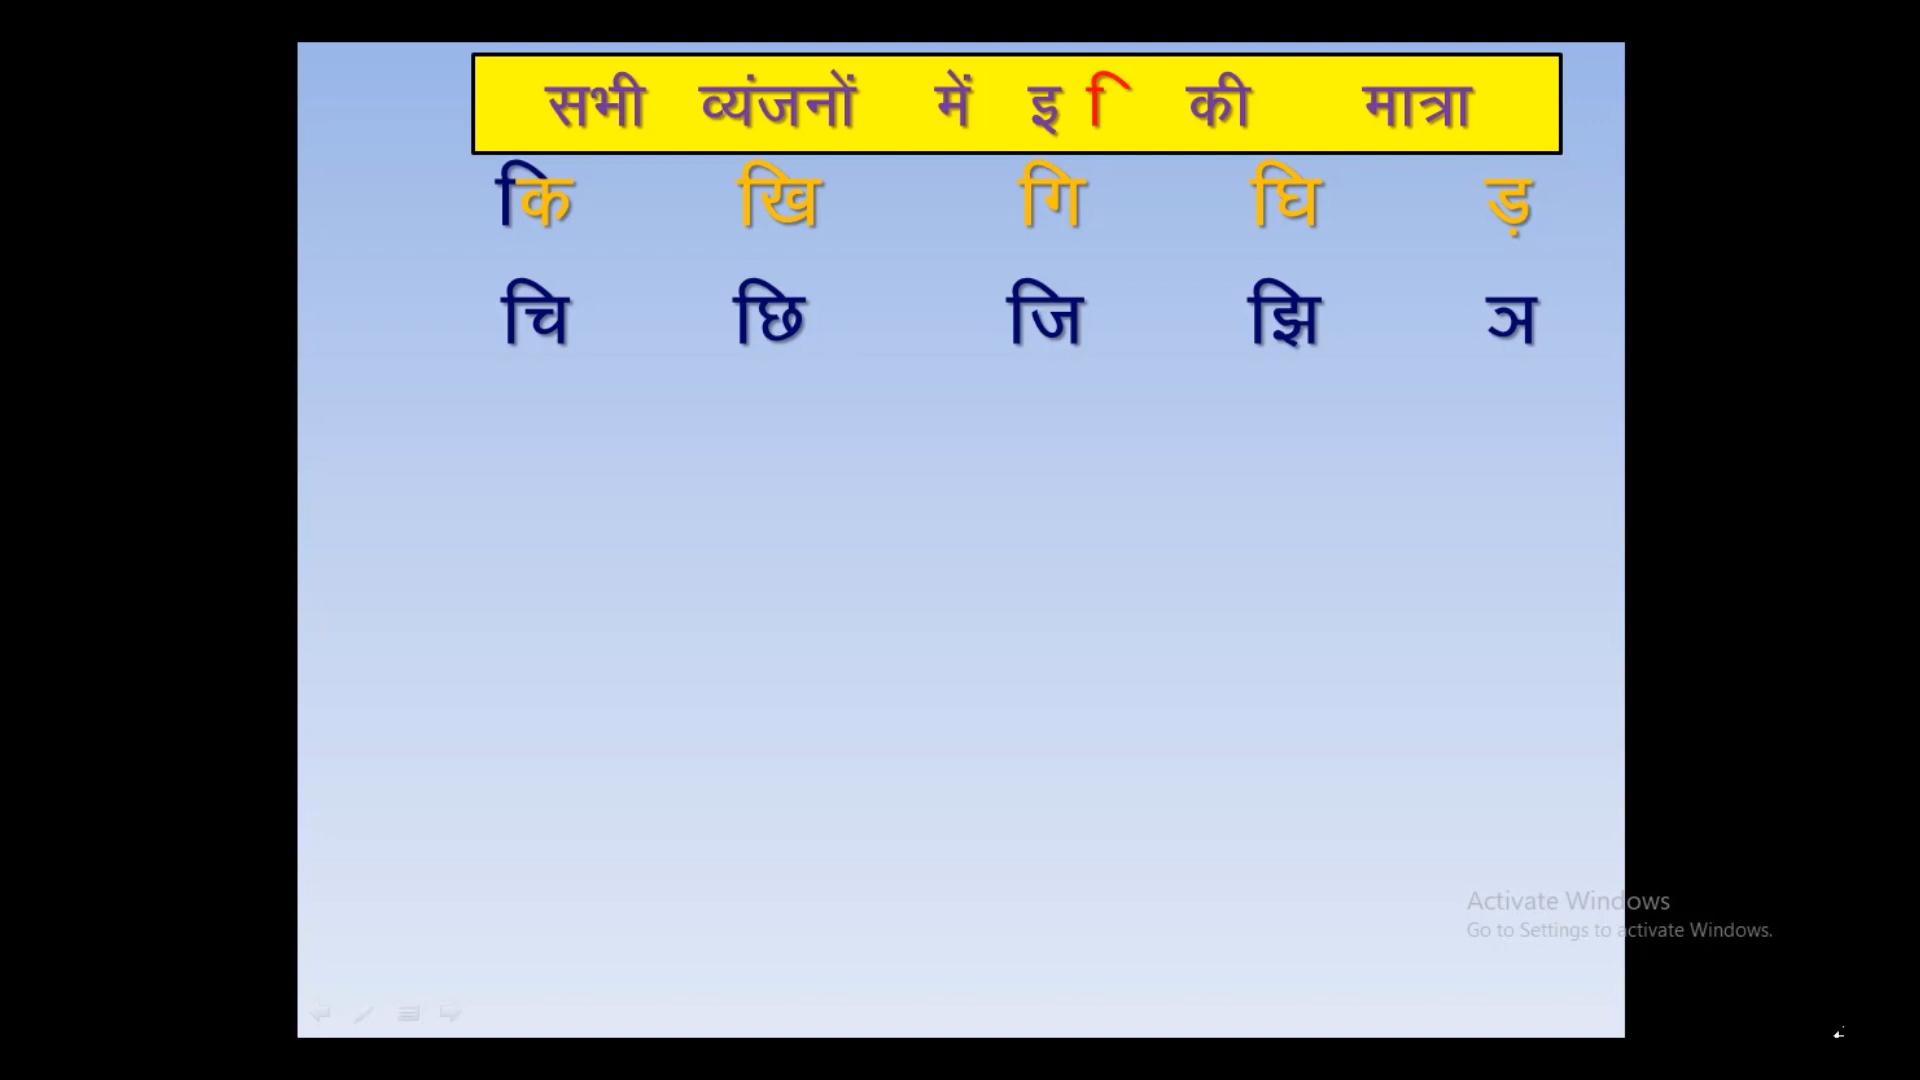 सभी व्यंजनों में इ ि की मात्रा
कि खि गि घि ड़
चि छि जि झि ञ
Activate Windows
Go to Settings to activate Windows.